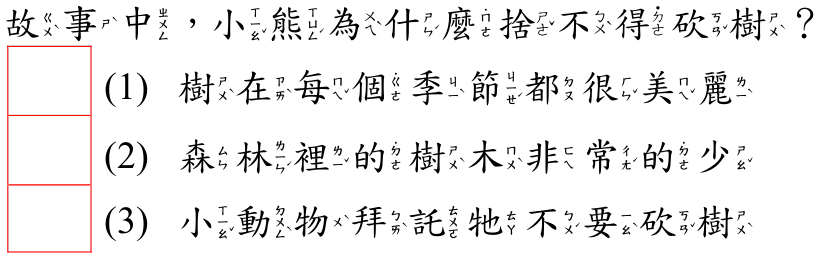 故事中，小熊為什麼捨不得砍樹？
(1) 樹在每個季節都很美麗
(2) 森林裡的樹木非常的少
(3) 小動物拜託牠不要砍樹